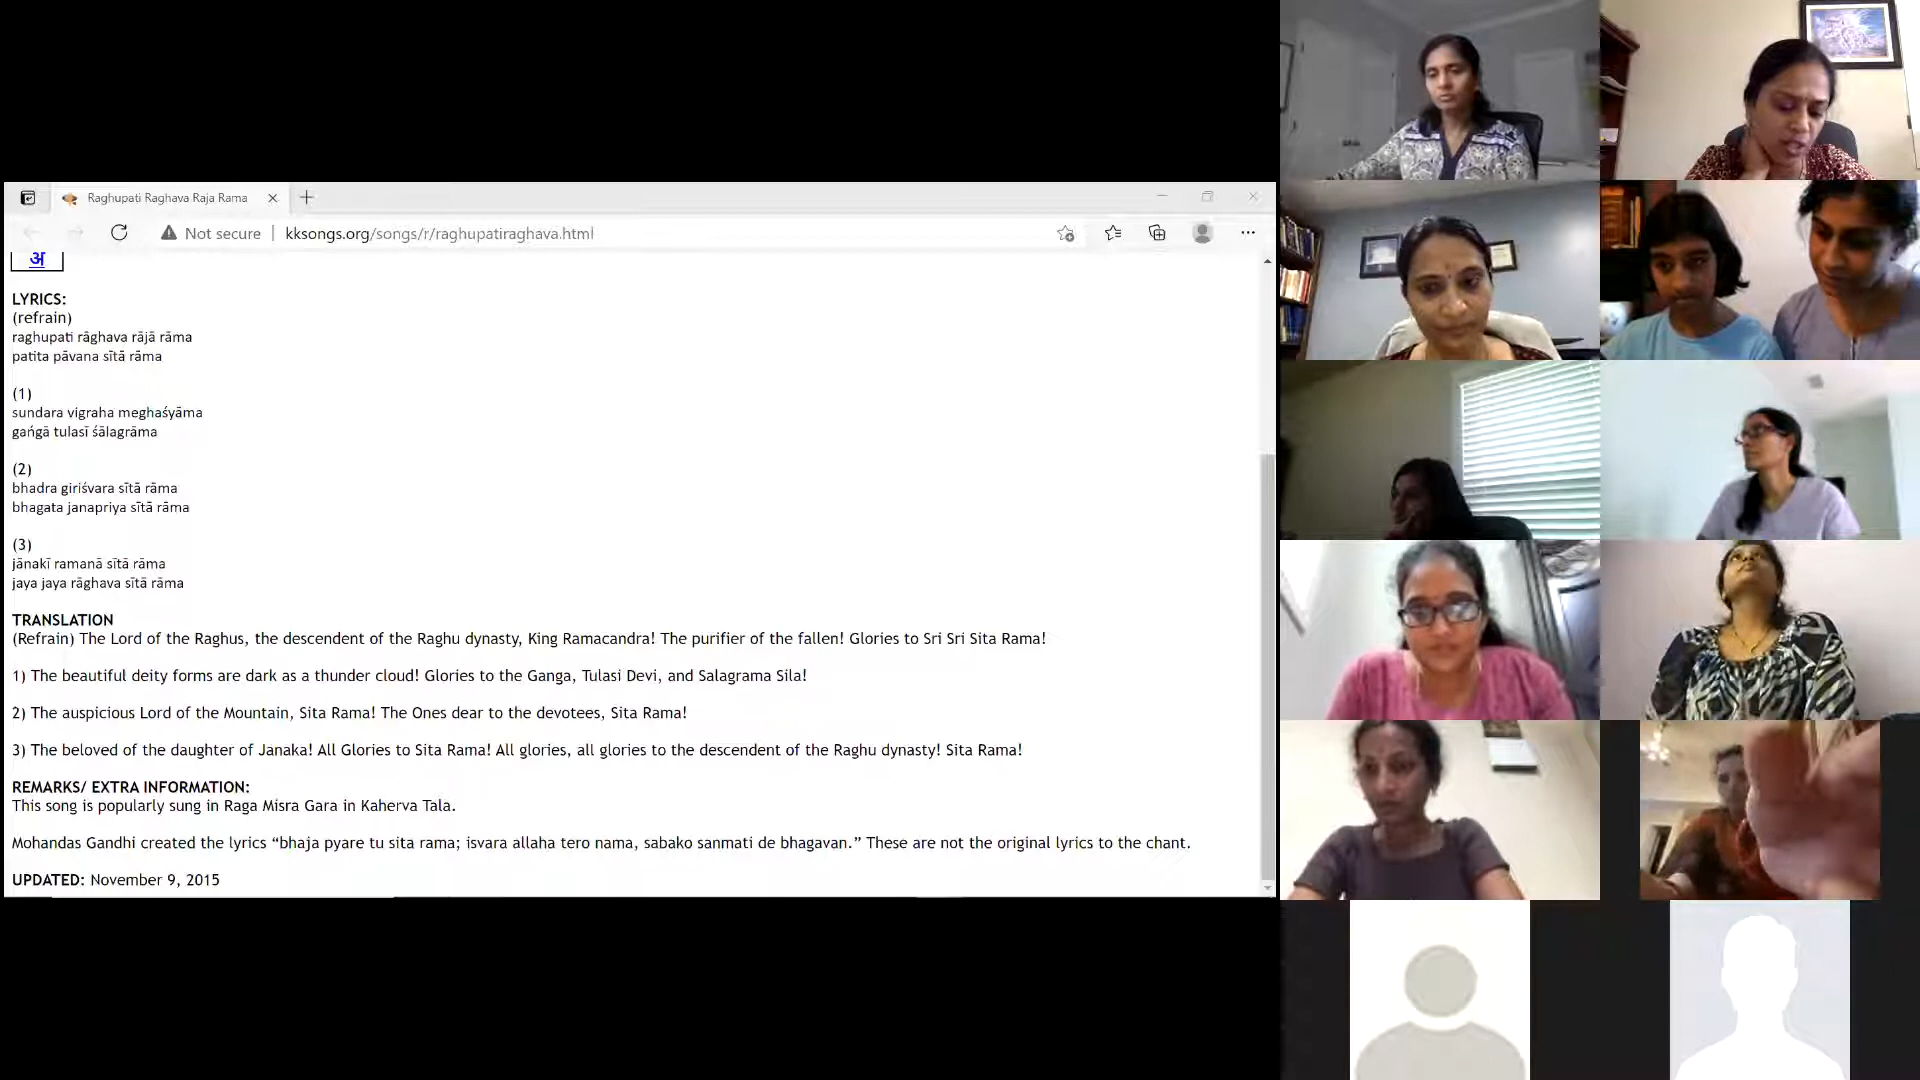 Raghupati Raghava Raja Rama
Not secure | kksongs.org/songs/r/raghupatiraghava.html
अ
LYRICS:
(refrain)
raghupati rāghava rājā rāma
patita pāvana sītā rāma
(1)
sundara vigraha meghaśyāma
gańgā tulasī śālagrāma
(2)
bhadra giriśvara sītā rāma
bhagata janapriya sītā rāma
(3)
jānakī ramanā sītā rāma
jaya jaya rāghava sītā rāma
TRANSLATION
(Refrain) The Lord of the Raghus, the descendent of the Raghu dynasty, King Ramacandra! The purifier of the fallen! Glories to Sri Sri Sita Rama!
1) The beautiful deity forms are dark as a thunder cloud! Glories to the Ganga, Tulasi Devi, and Salagrama Sila!
2) The auspicious Lord of the Mountain, Sita Rama! The Ones dear to the devotees, Sita Rama!
3) The beloved of the daughter of Janaka! All Glories to Sita Rama! All glories, all glories to the descendent of the Raghu dynasty! Sita Rama!
REMARKS/ EXTRA INFORMATION:
This song is popularly sung in Raga Misra Gara in Kaherva Tala.
Mohandas Gandhi created the lyrics “bhaja pyare tu sita rama; isvara allaha tero nama, sabako sanmati de bhagavan.” These are not the original lyrics to the chant.
UPDATED: November 9, 2015